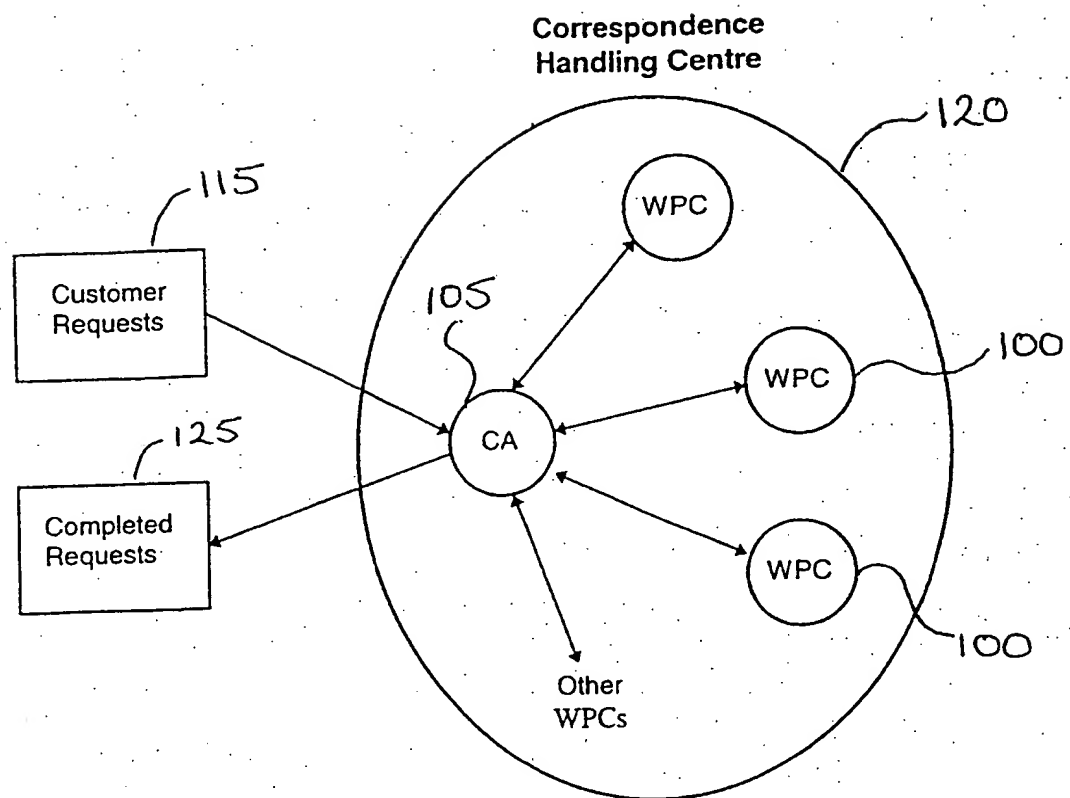 Correspondence
Handling Centre
120
115
WPC
Customer
Requests
105
100
WPC
CA
125
Completed
Requests
WPC
100
Other
WPCs